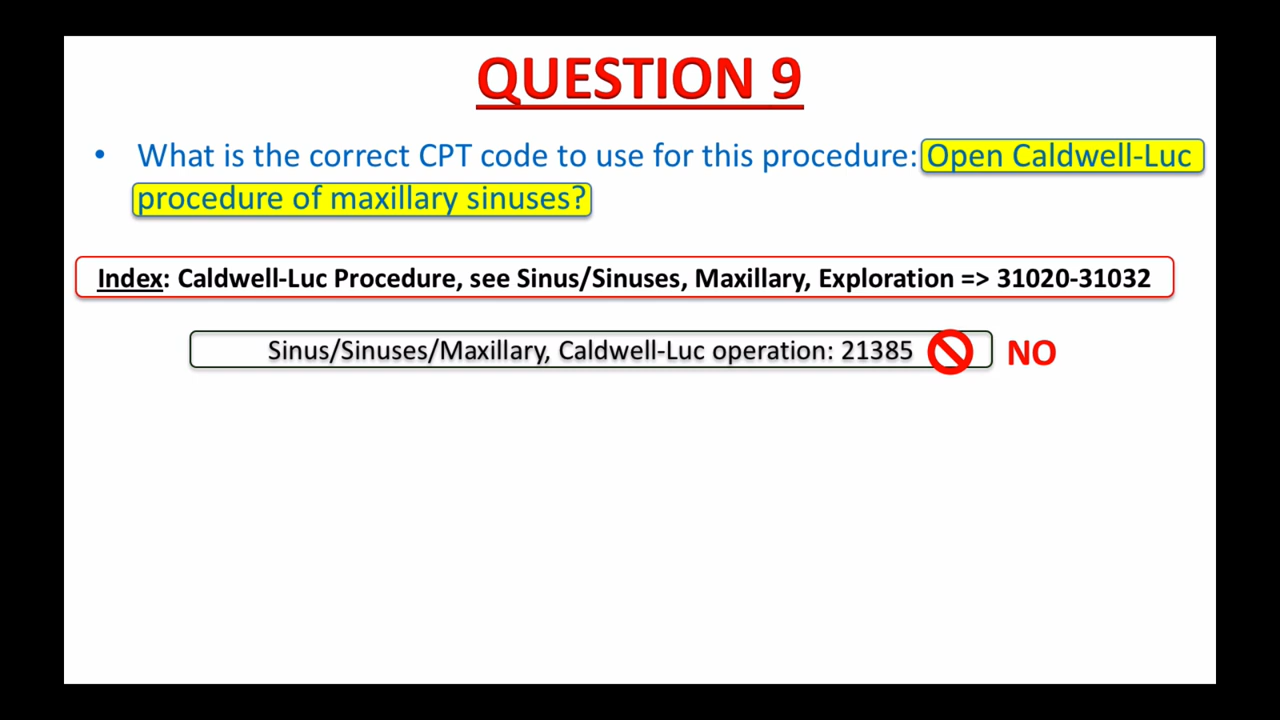 QUESTION 9
• What is the correct CPT code to use for this procedure: Open Caldwell-Luc
procedure of maxillary sinuses?
Index: Caldwell-Luc Procedure, see Sinus/Sinuses, Maxillary, Exploration => 31020-31032
Sinus/Sinuses/Maxillary, Caldwell-Luc operation: 21385
NO